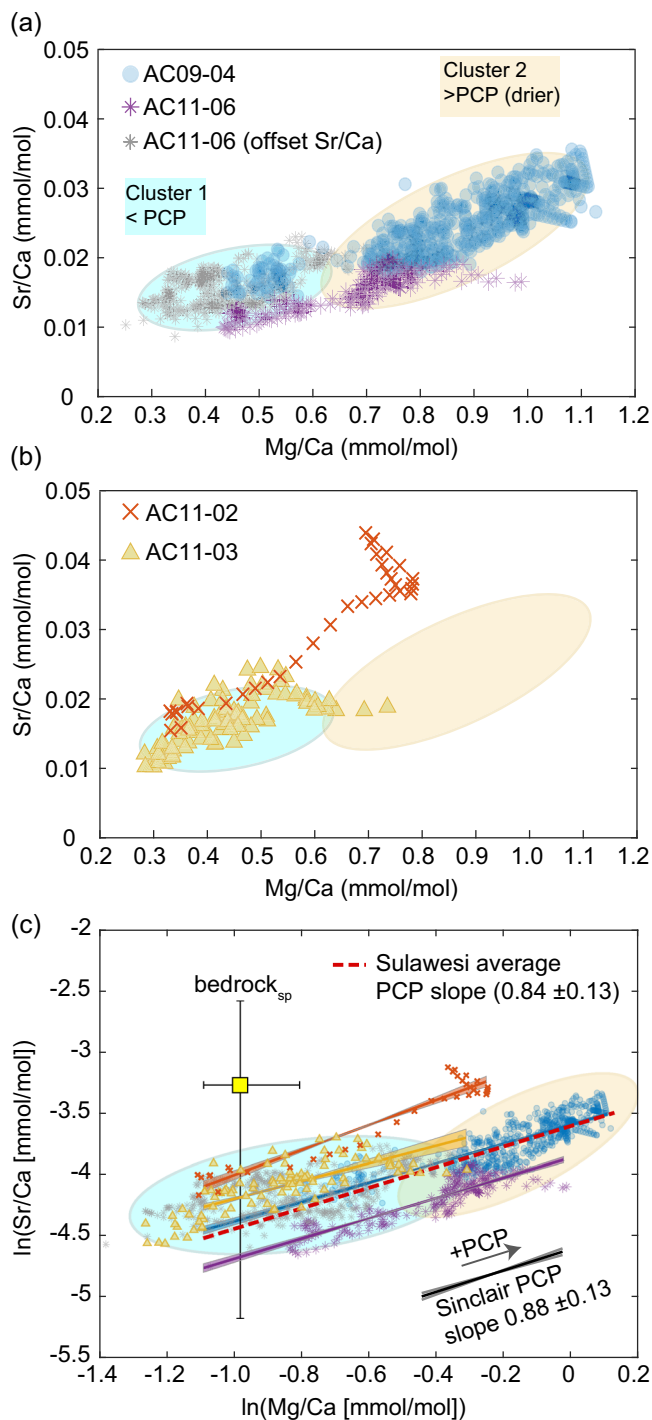 (a)
0.05
0.04
0.03
0.02
0.01
0
Sr/Ca (mmol/mol)
AC09-04
AC11-06
AC11-06 (offset Sr/Ca)
Cluster 2
>PCP (drier)
Cluster 1
< PCP
0.2 0.3 0.4 0.5 0.6 0.7 0.8 0.9 1.0 1.1 1.2
Mg/Ca (mmol/mol)
(b)
0.05
0.04
0.03
0.02
0.01
0
Sr/Ca (mmol/mol)
AC11-02
AC11-03
0.2 0.3 0.4 0.5 0.6 0.7 0.8 0.9 1.0 1.1 1.2
Mg/Ca (mmol/mol)
(c)
-2
-2.5
-3
-3.5
-4
-4.5
-5
-5.5
ln(Sr/Ca [mmol/mol])
Sulawesi average
PCP slope (0.84 ±0.13)
bedrock_sp
+PCP
Sinclair PCP
slope 0.88 ±0.13
-1.4 -1.2 -1.0 -0.8 -0.6 -0.4 -0.2 0 0.2
ln(Mg/Ca [mmol/mol])